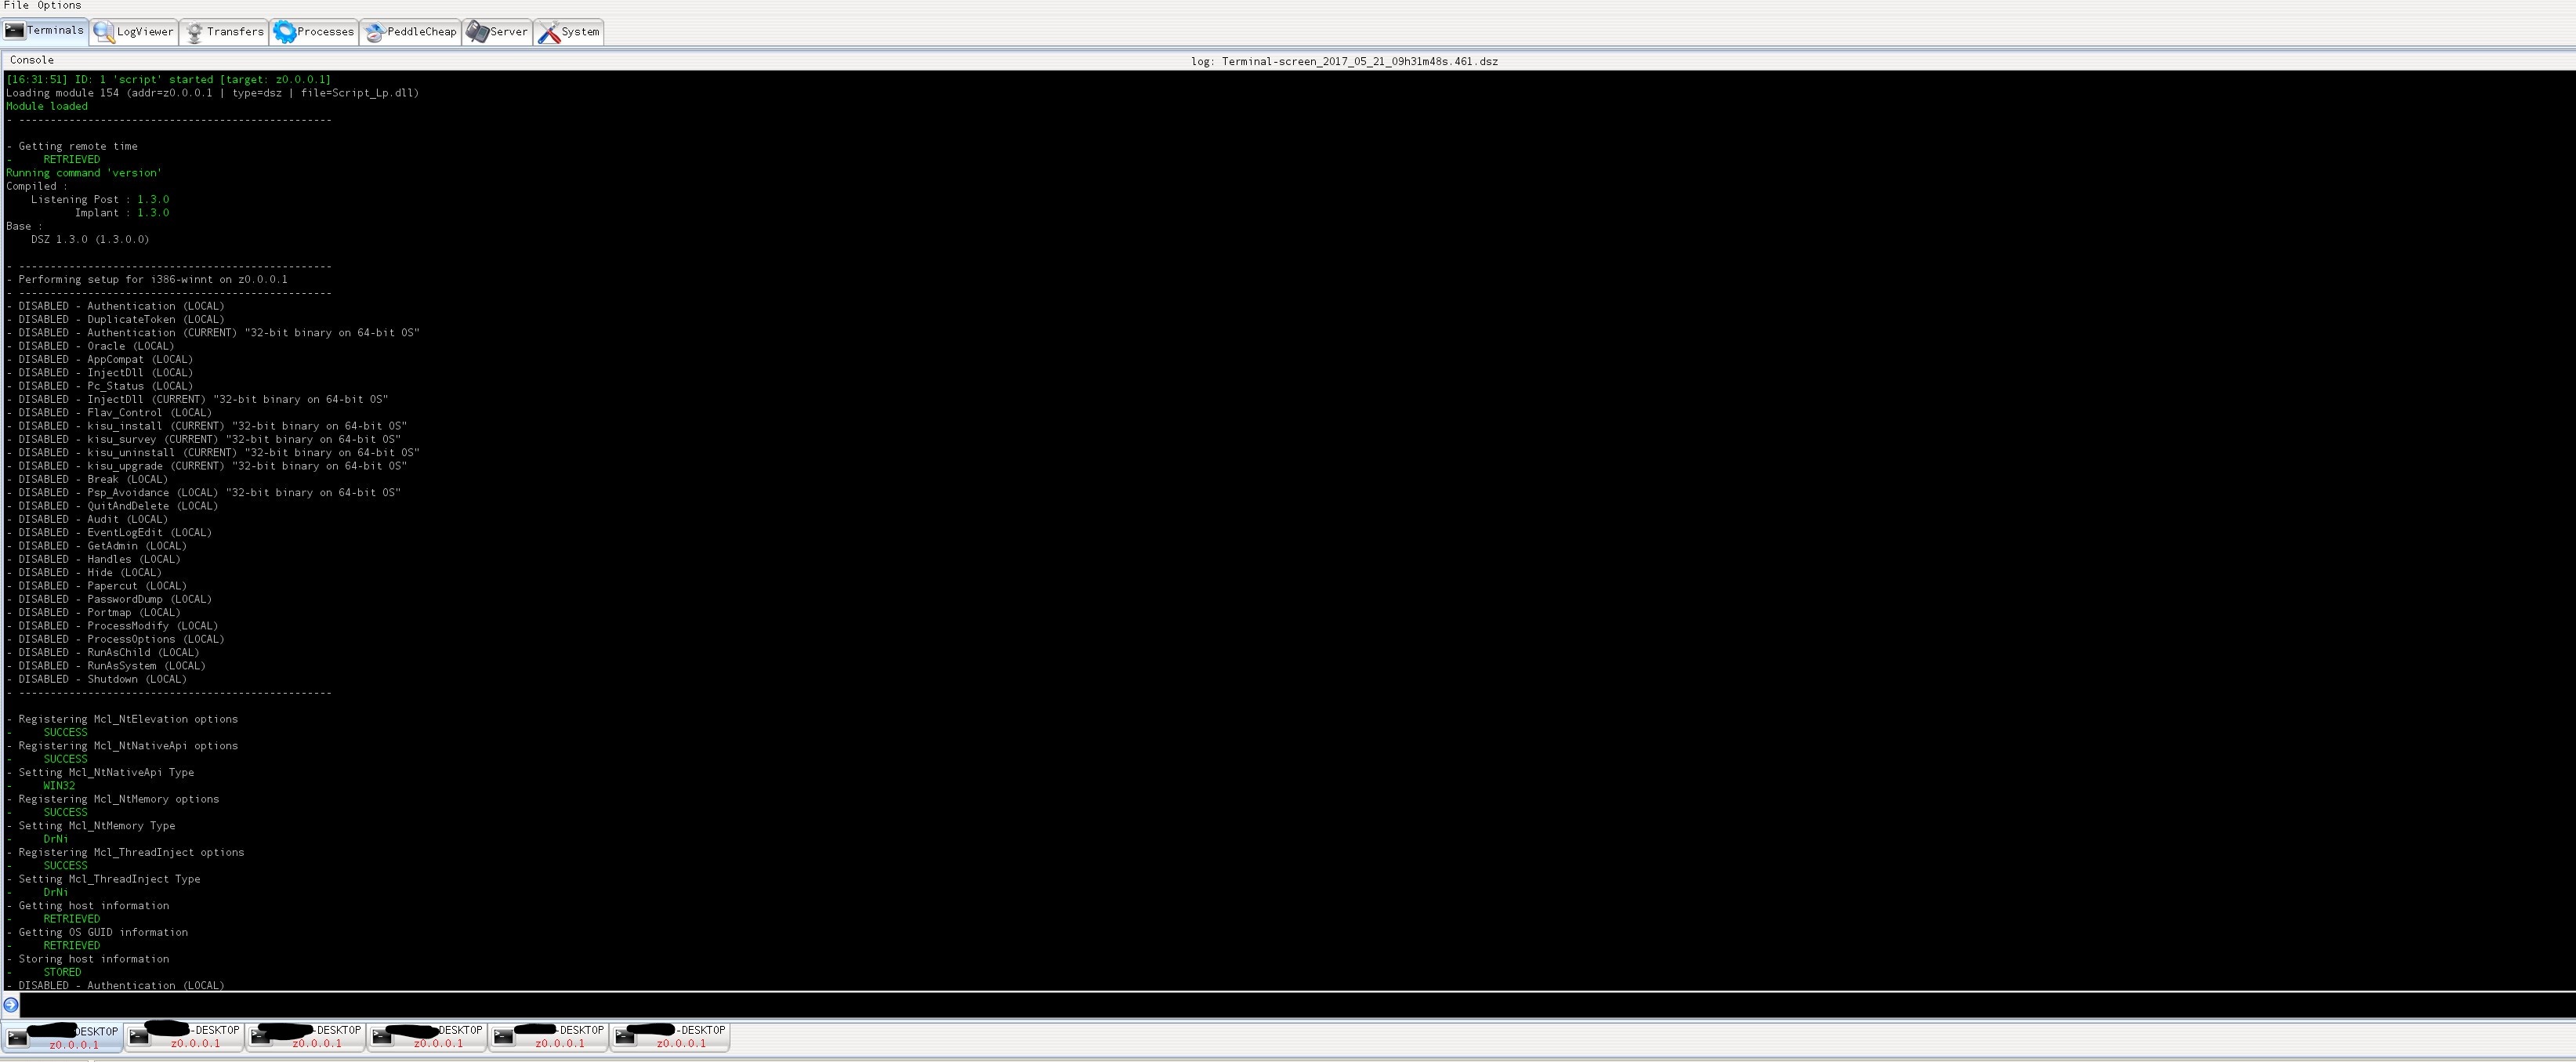 File Options
Terminals LogViewer Transfers Processes PeddleCheap Server System
Console
log: Terminal-screen_2017_05_21_09h31m48s.461.dsz
[16:31:51] ID: 1 'script' started [target: z0.0.0.1]
Loading module 154 (addr=z0.0.0.1 | type=dsz | file=Script_Lp.dll)
Module loaded
- --------------------------------------------------
- Getting remote time
- RETRIEVED
Running command 'version'
Compiled :
Listening Post : 1.3.0
Implant : 1.3.0
Base :
DSZ 1.3.0 (1.3.0.0)
- --------------------------------------------------
- Performing setup for i386-winnt on z0.0.0.1
- --------------------------------------------------
- DISABLED - Authentication (LOCAL)
- DISABLED - DuplicateToken (LOCAL)
- DISABLED - Authentication (CURRENT) "32-bit binary on 64-bit OS"
- DISABLED - Oracle (LOCAL)
- DISABLED - AppCompat (LOCAL)
- DISABLED - InjectDll (LOCAL)
- DISABLED - Pc_Status (LOCAL)
- DISABLED - InjectDll (CURRENT) "32-bit binary on 64-bit OS"
- DISABLED - Flav_Control (LOCAL)
- DISABLED - kisu_install (CURRENT) "32-bit binary on 64-bit OS"
- DISABLED - kisu_survey (CURRENT) "32-bit binary on 64-bit OS"
- DISABLED - kisu_uninstall (CURRENT) "32-bit binary on 64-bit OS"
- DISABLED - kisu_upgrade (CURRENT) "32-bit binary on 64-bit OS"
- DISABLED - Break (LOCAL)
- DISABLED - Psp_Avoidance (LOCAL) "32-bit binary on 64-bit OS"
- DISABLED - QuitAndDelete (LOCAL)
- DISABLED - Audit (LOCAL)
- DISABLED - EventLogEdit (LOCAL)
- DISABLED - GetAdmin (LOCAL)
- DISABLED - Handles (LOCAL)
- DISABLED - Hide (LOCAL)
- DISABLED - Papercut (LOCAL)
- DISABLED - PasswordDump (LOCAL)
- DISABLED - Portmap (LOCAL)
- DISABLED - ProcessModify (LOCAL)
- DISABLED - ProcessOptions (LOCAL)
- DISABLED - RunAsChild (LOCAL)
- DISABLED - RunAsSystem (LOCAL)
- DISABLED - Shutdown (LOCAL)
- --------------------------------------------------
- Registering Mcl_NtElevation options
- SUCCESS
- Registering Mcl_NtNativeApi options
- SUCCESS
- Setting Mcl_NtNativeApi Type
- WIN32
- Registering Mcl_NtMemory options
- SUCCESS
- Setting Mcl_NtMemory Type
- DrNi
- Registering Mcl_ThreadInject options
- SUCCESS
- Setting Mcl_ThreadInject Type
- DrNi
- Getting host information
- RETRIEVED
- Getting OS GUID information
- RETRIEVED
- Storing host information
- STORED
- DISABLED - Authentication (LOCAL)
DESKTOP -DESKTOP -DESKTOP DESKTOP -DESKTOP -DESKTOP
z0.0.0.1 z0.0.0.1 z0.0.0.1 z0.0.0.1 z0.0.0.1 z0.0.0.1